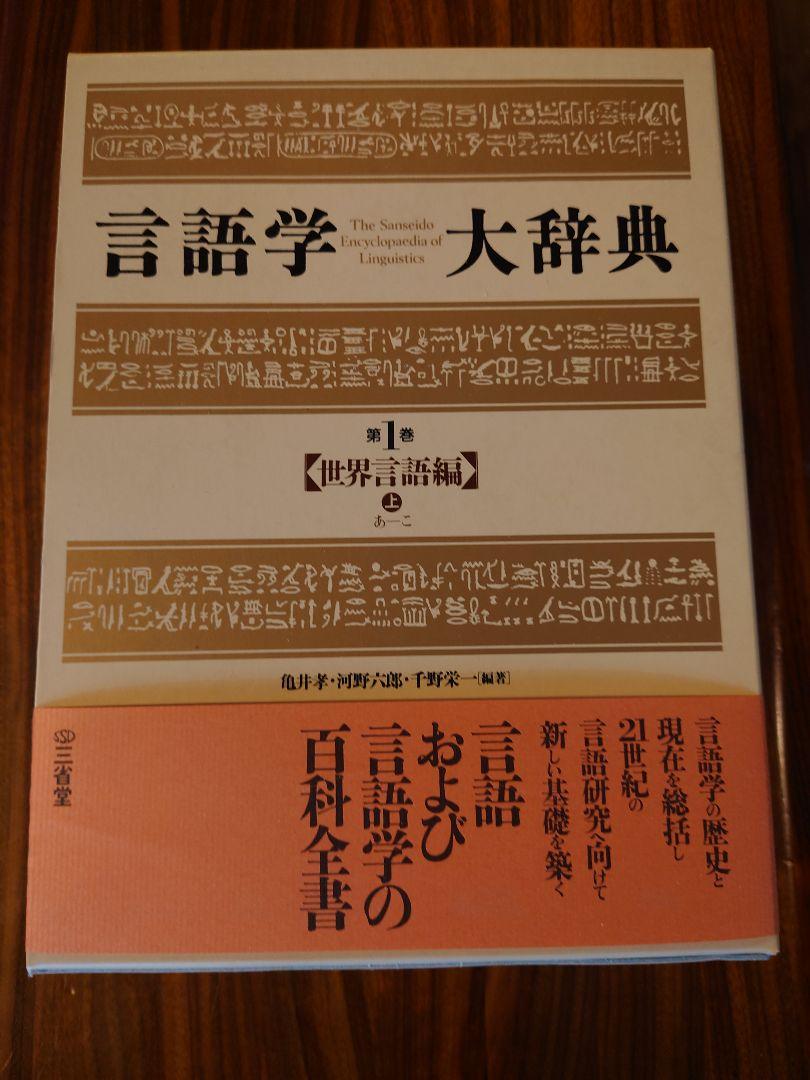 言語学
The Sanseido
Encyclopaedia of
Linguistics
大辞典
第1巻
【世界言語編】
上
あ―こ
亀井孝・河野六郎・千野栄一[編著]
言語学の歴史と
現在を総括し
21世紀の
言語研究へ向けて
新しい基礎を築く
言語
および
言語学の
百科全書
SSD三省堂